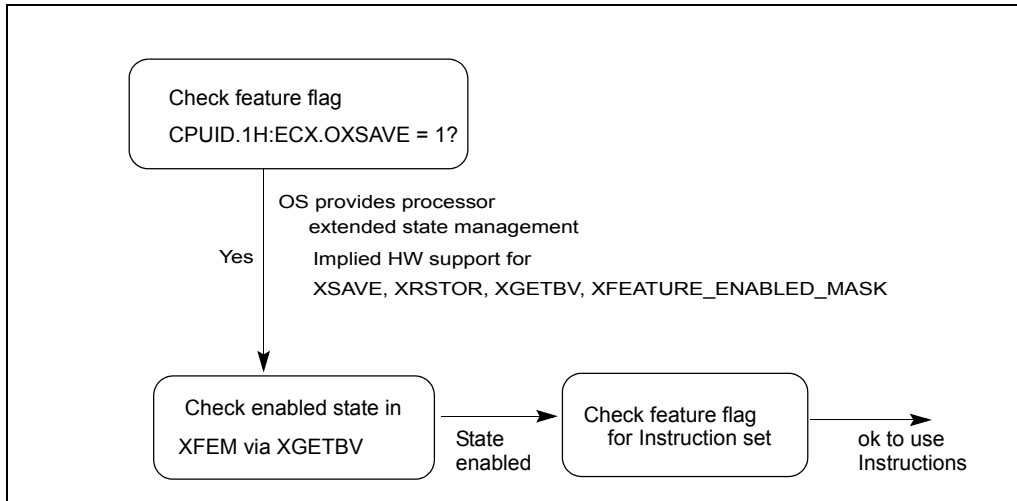 Check feature flag
CPUID.1H:ECX.OXSAVE = 1?
OS provides processor
extended state management
Yes
Implied HW support for
XSAVE, XRSTOR, XGETBV, XFEATURE_ENABLED_MASK
Check enabled state in
XFEM via XGETBV
State
enabled
Check feature flag
for Instruction set
ok to use
Instructions